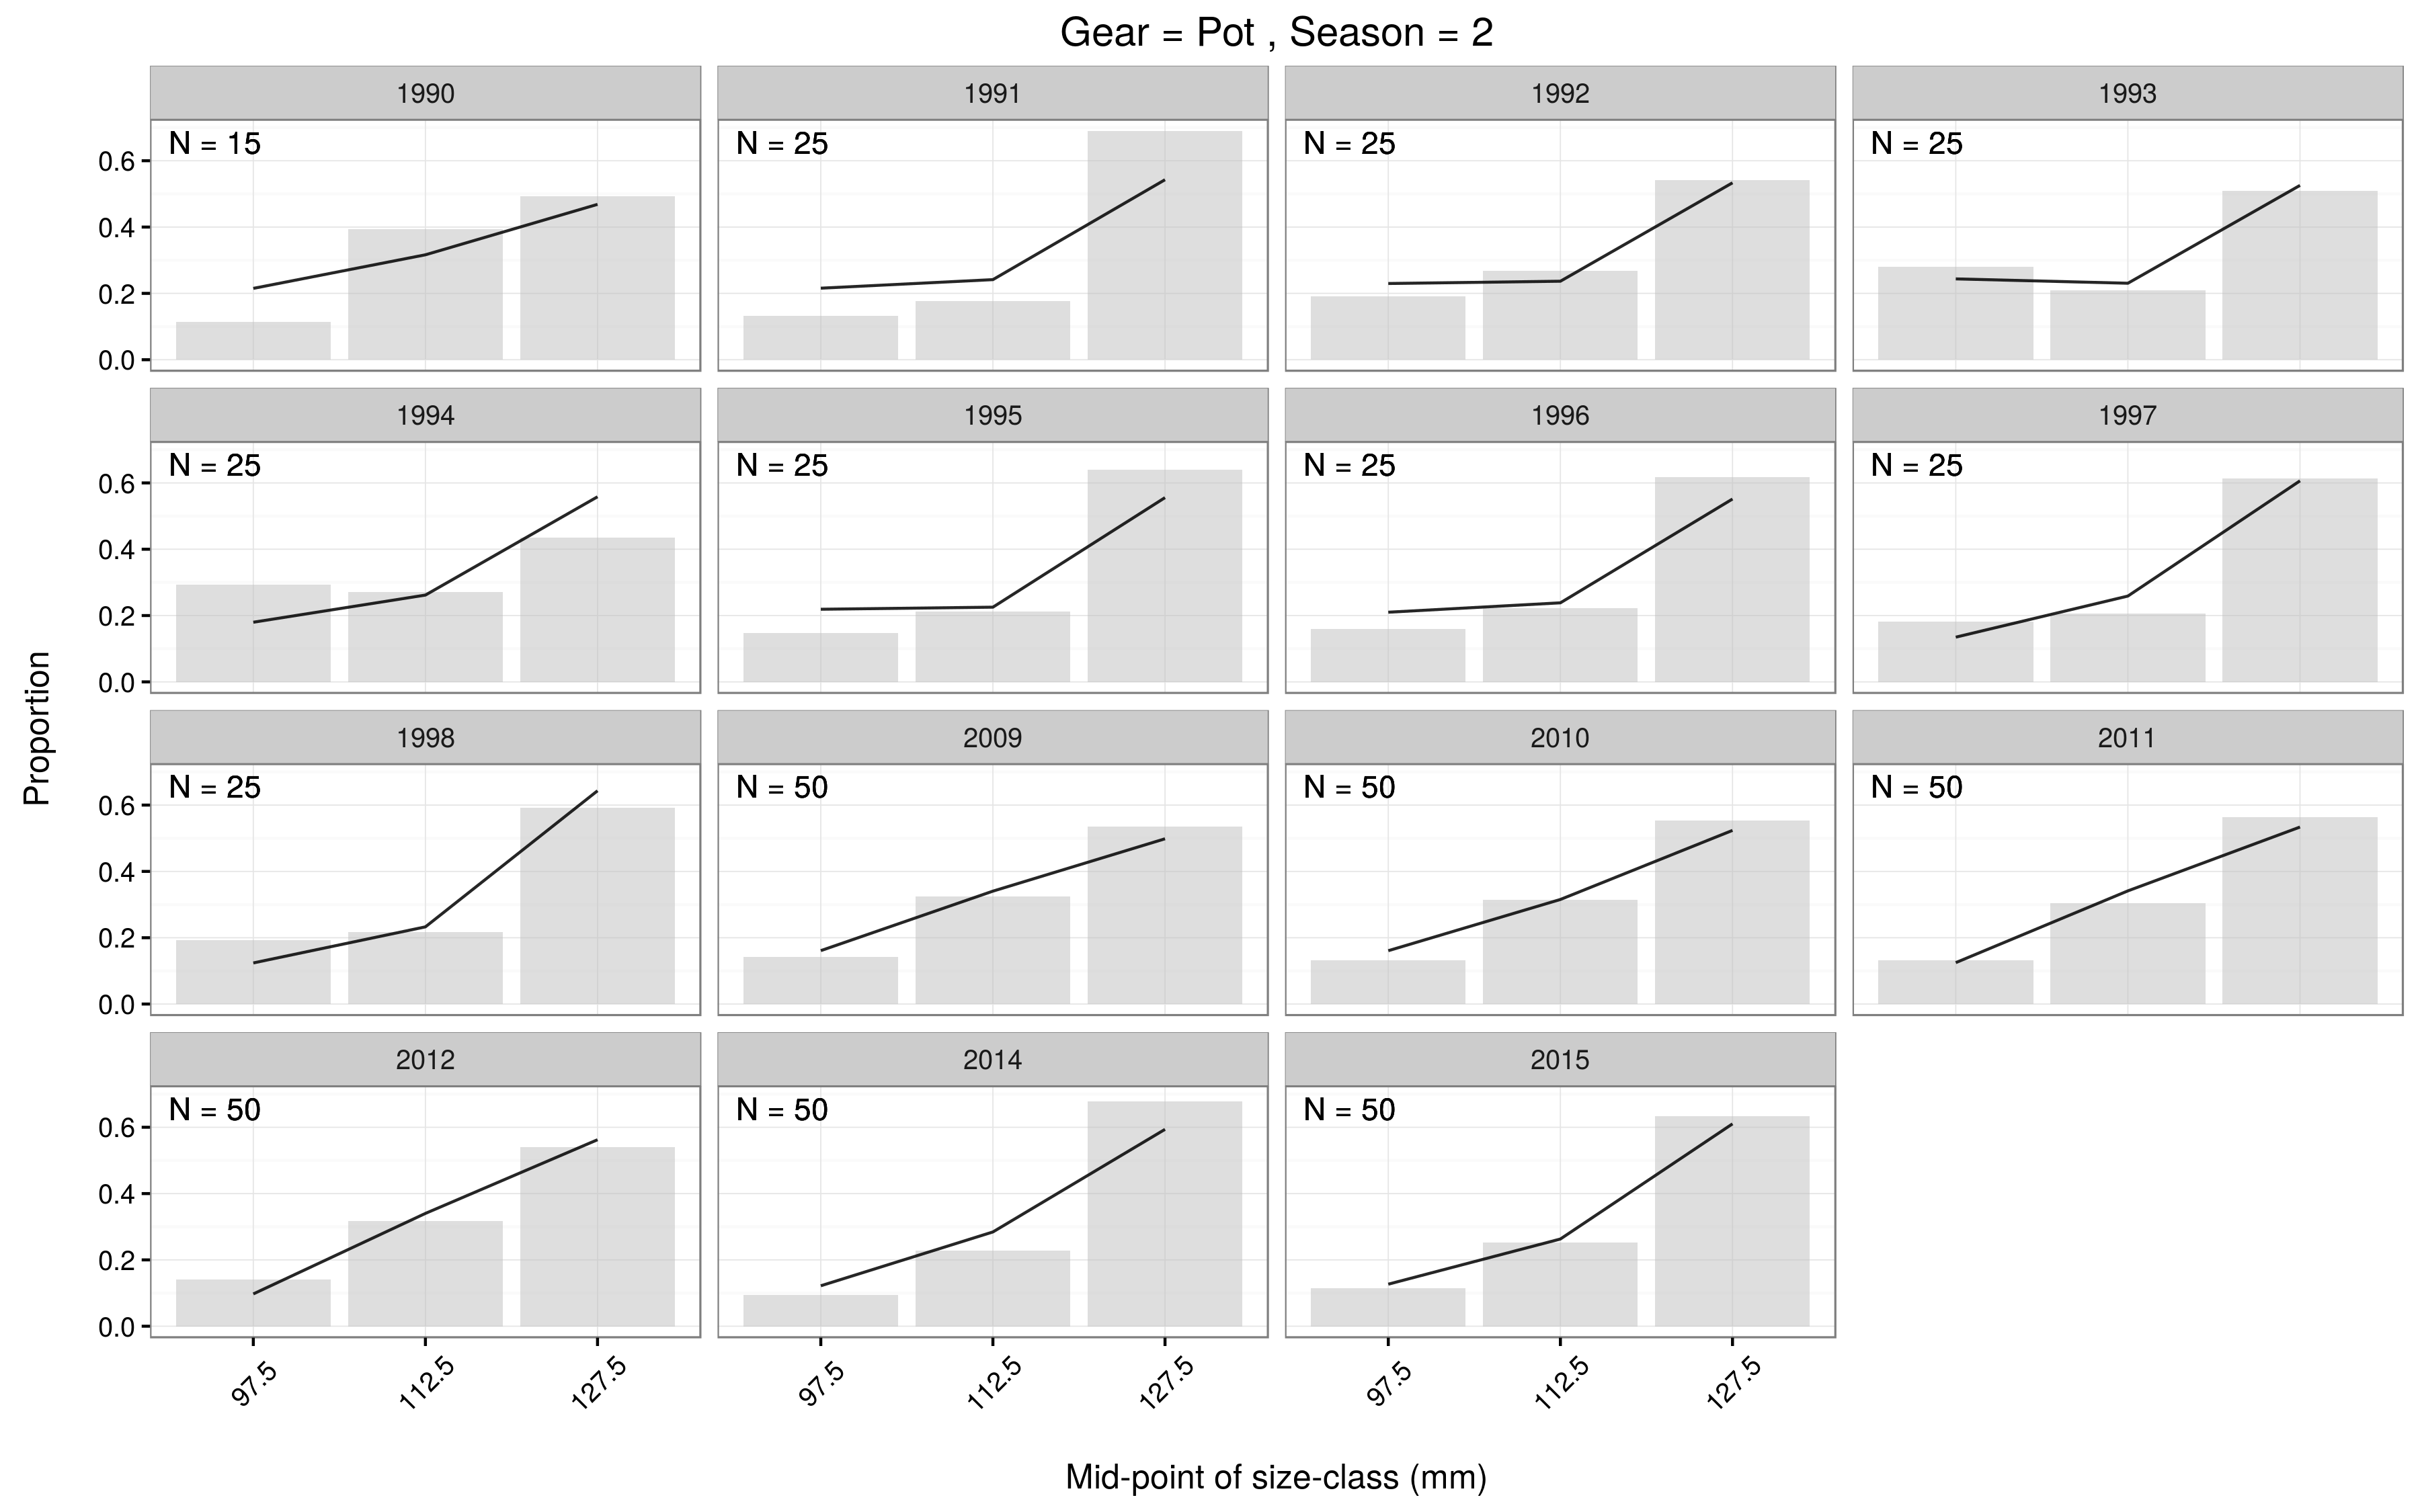 Gear = Pot , Season = 2
1990 1991 1992 1993
N = 15 N = 25 N = 25 N = 25
0.6
0.4
0.2
0.0
1994 1995 1996 1997
N = 25 N = 25 N = 25 N = 25
0.6
0.4
0.2
0.0
1998 2009 2010 2011
N = 25 N = 50 N = 50 N = 50
0.6
0.4
0.2
0.0
2012 2014 2015
N = 50 N = 50 N = 50
0.6
0.4
0.2
0.0
97.5 112.5 127.5 97.5 112.5 127.5 97.5 112.5 127.5
Proportion
Mid-point of size-class (mm)